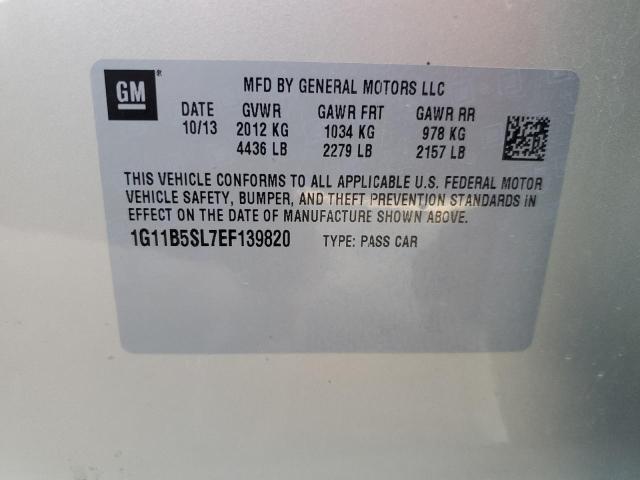 GM ®
MFD BY GENERAL MOTORS LLC
DATE GVWR GAWR FRT GAWR RR
10/13 2012 KG 1034 KG 978 KG
4436 LB 2279 LB 2157 LB
THIS VEHICLE CONFORMS TO ALL APPLICABLE U.S. FEDERAL MOTOR
VEHICLE SAFETY, BUMPER, AND THEFT PREVENTION STANDARDS IN
EFFECT ON THE DATE OF MANUFACTURE SHOWN ABOVE.
1G11B5SL7EF139820 TYPE: PASS CAR